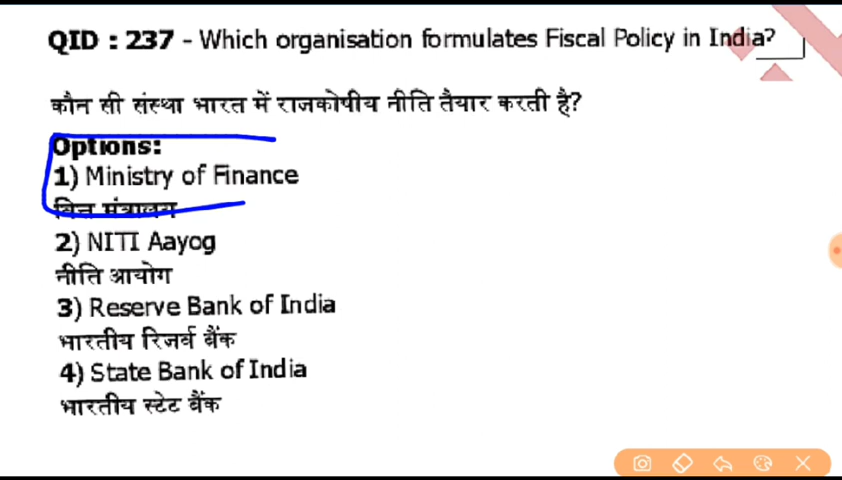 QID : 237 - Which organisation formulates Fiscal Policy in India?
कौन सी संस्था भारत में राजकोषीय नीति तैयार करती है?
Options:
1) Ministry of Finance
वित्त मंत्रालय
2) NITI Aayog
नीति आयोग
3) Reserve Bank of India
भारतीय रिजर्व बैंक
4) State Bank of India
भारतीय स्टेट बैंक